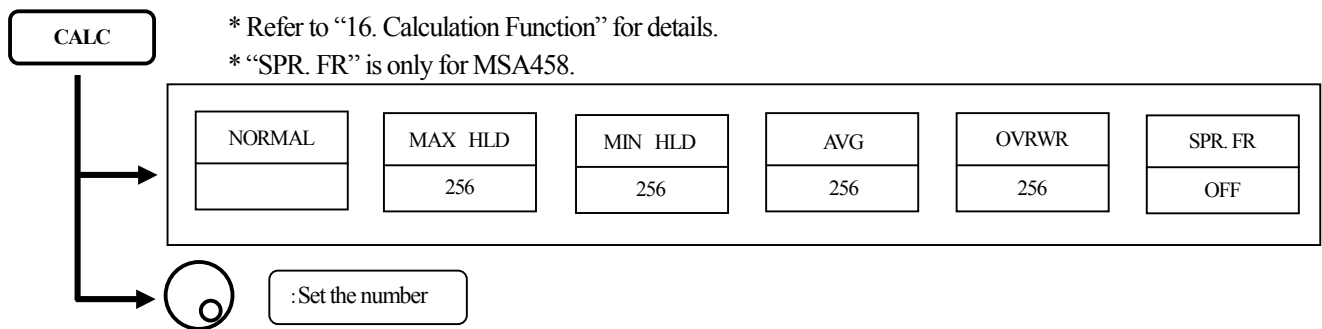 CALC
* Refer to “16. Calculation Function” for details.
* “SPR. FR” is only for MSA458.
NORMAL MAX HLD MIN HLD AVG OVRWR SPR. FR
256 256 256 256 OFF
:Set the number